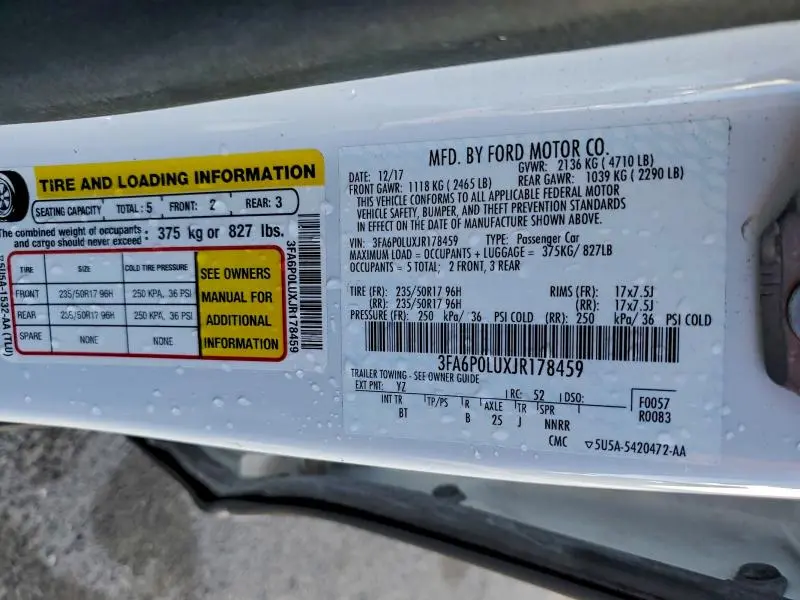 TIRE AND LOADING INFORMATION
SEATING CAPACITY TOTAL: 5 FRONT: 2 REAR: 3
The combined weight of occupants and cargo should never exceed : 375 kg or 827 lbs.
TIRE SIZE COLD TIRE PRESSURE
FRONT 235/50R17 96H 250 KPA, 36 PSI
REAR 235/50R17 96H 250 KPA, 36 PSI
SPARE NONE NONE
SEE OWNERS
MANUAL FOR
ADDITIONAL
INFORMATION
3FA6P0LUXJR178459
5U5A-1532-AA (TLU)
MFD. BY FORD MOTOR CO.
DATE: 12/17 GVWR: 2136 KG ( 4710 LB)
FRONT GAWR: 1118 KG ( 2465 LB) REAR GAWR: 1039 KG ( 2290 LB)
THIS VEHICLE CONFORMS TO ALL APPLICABLE FEDERAL MOTOR
VEHICLE SAFETY, BUMPER, AND THEFT PREVENTION STANDARDS
IN EFFECT ON THE DATE OF MANUFACTURE SHOWN ABOVE.
VIN: 3FA6P0LUXJR178459 TYPE: Passenger Car
MAXIMUM LOAD = OCCUPANTS + LUGGAGE = 375KG/ 827LB
OCCUPANTS = 5 TOTAL; 2 FRONT, 3 REAR
TIRE (FR): 235/50R17 96H RIMS (FR): 17x7.5J
(RR): 235/50R17 96H (RR): 17x7.5J
PRESSURE (FR): 250 kPa/ 36 PSI COLD (RR): 250 kPa/ 36 PSI COLD
3FA6P0LUXJR178459
TRAILER TOWING - SEE OWNER GUIDE
EXT PNT: YZ RC: 52 DSO: F0057
INT TR TP/PS R AXLE TR SPR R0083
BT B 25 J NNRR
CMC ▽5U5A-5420472-AA